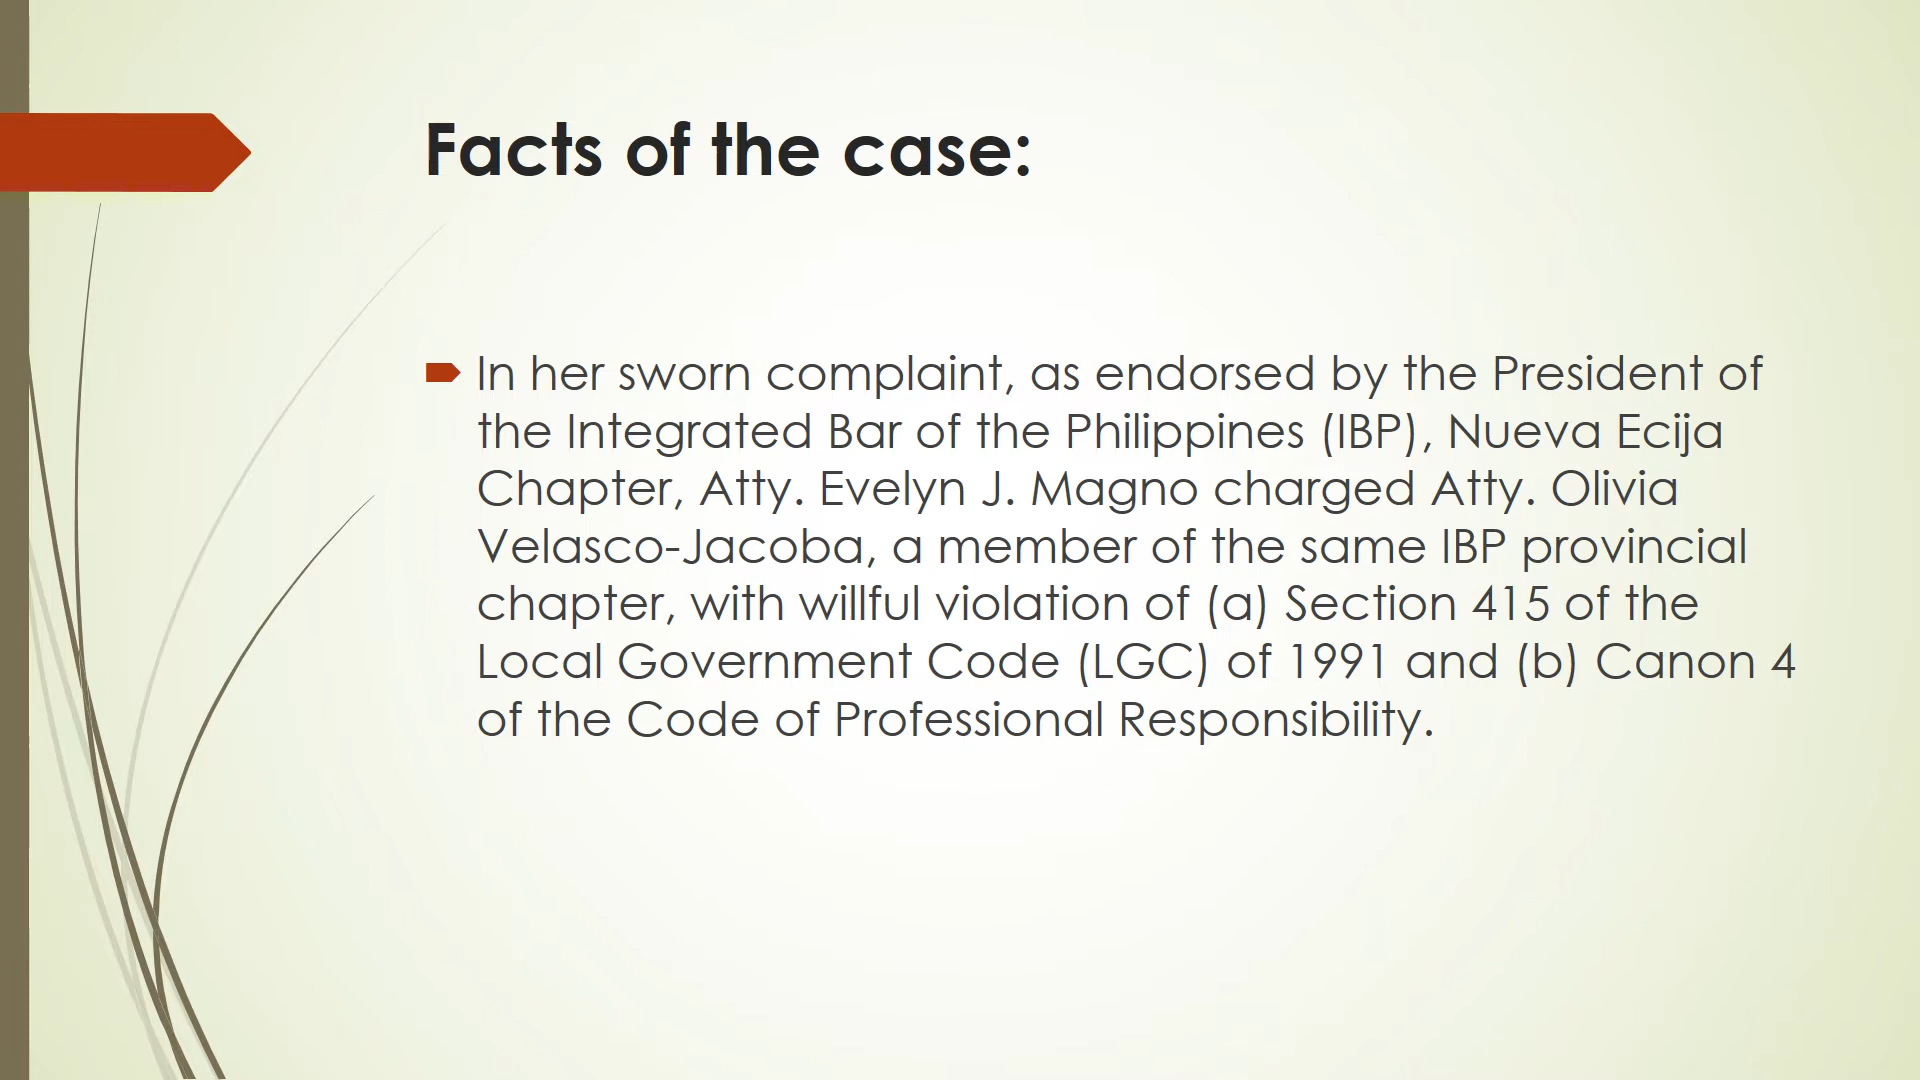 Facts of the case:
In her sworn complaint, as endorsed by the President of
the Integrated Bar of the Philippines (IBP), Nueva Ecija
Chapter, Atty. Evelyn J. Magno charged Atty. Olivia
Velasco-Jacoba, a member of the same IBP provincial
chapter, with willful violation of (a) Section 415 of the
Local Government Code (LGC) of 1991 and (b) Canon 4
of the Code of Professional Responsibility.